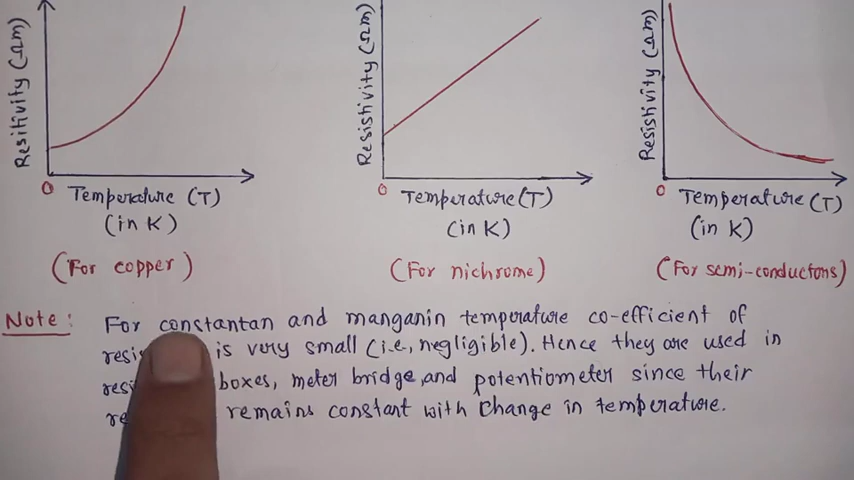 Resitivity (Ωm)
0
Temperature (T)
(in K)
(For copper)
Resistivity (Ωm)
0
Temperature (T)
(in K)
(For nichrome)
Resistivity (Ωm)
0
Temperature (T)
(in K)
(For semi-conductons)
Note: For constantan and manganin temperature co-efficient of
is very small (i.e., negligible). Hence they are used in
boxes, meter bridge, and potentiometer since their
remains constant with change in temperature.